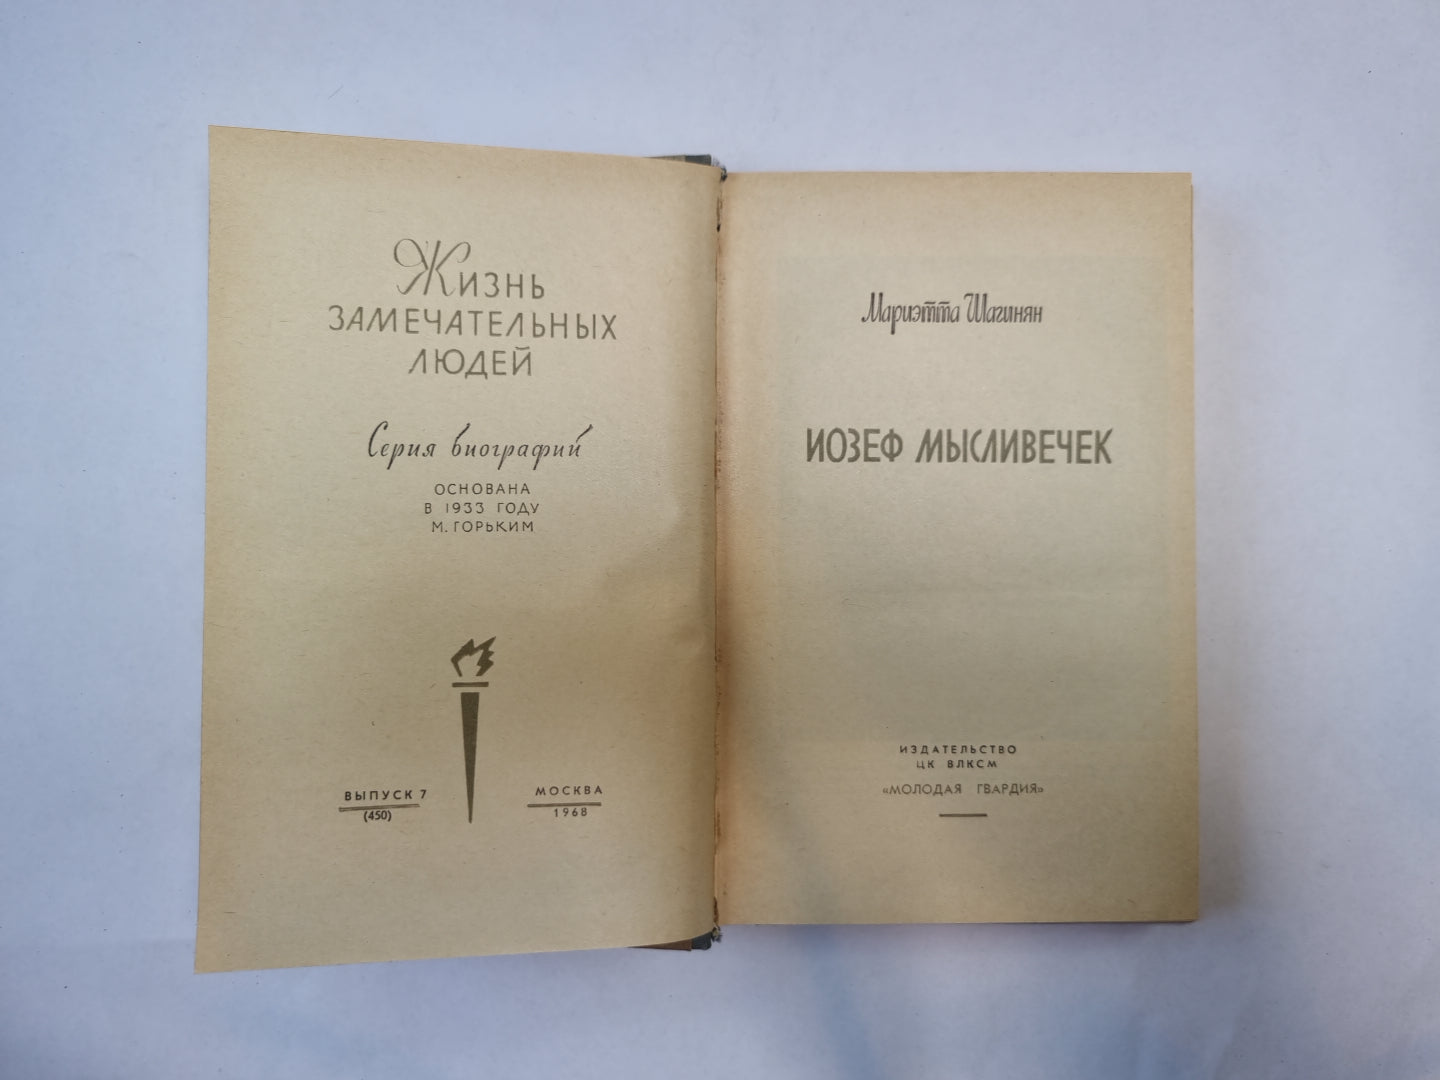 Жизнь
ЗАМЕЧАТЕЛЬНЫХ
ЛЮДЕЙ
Серия биографий
ОСНОВАНА
В 1933 ГОДУ
М. ГОРЬКИМ
ВЫПУСК 7
(450)
МОСКВА
1968
Мариэтта Шагинян
ИОЗЕФ МЫСЛИВЕЧЕК
ИЗДАТЕЛЬСТВО
ЦК ВЛКСМ
«МОЛОДАЯ ГВАРДИЯ»